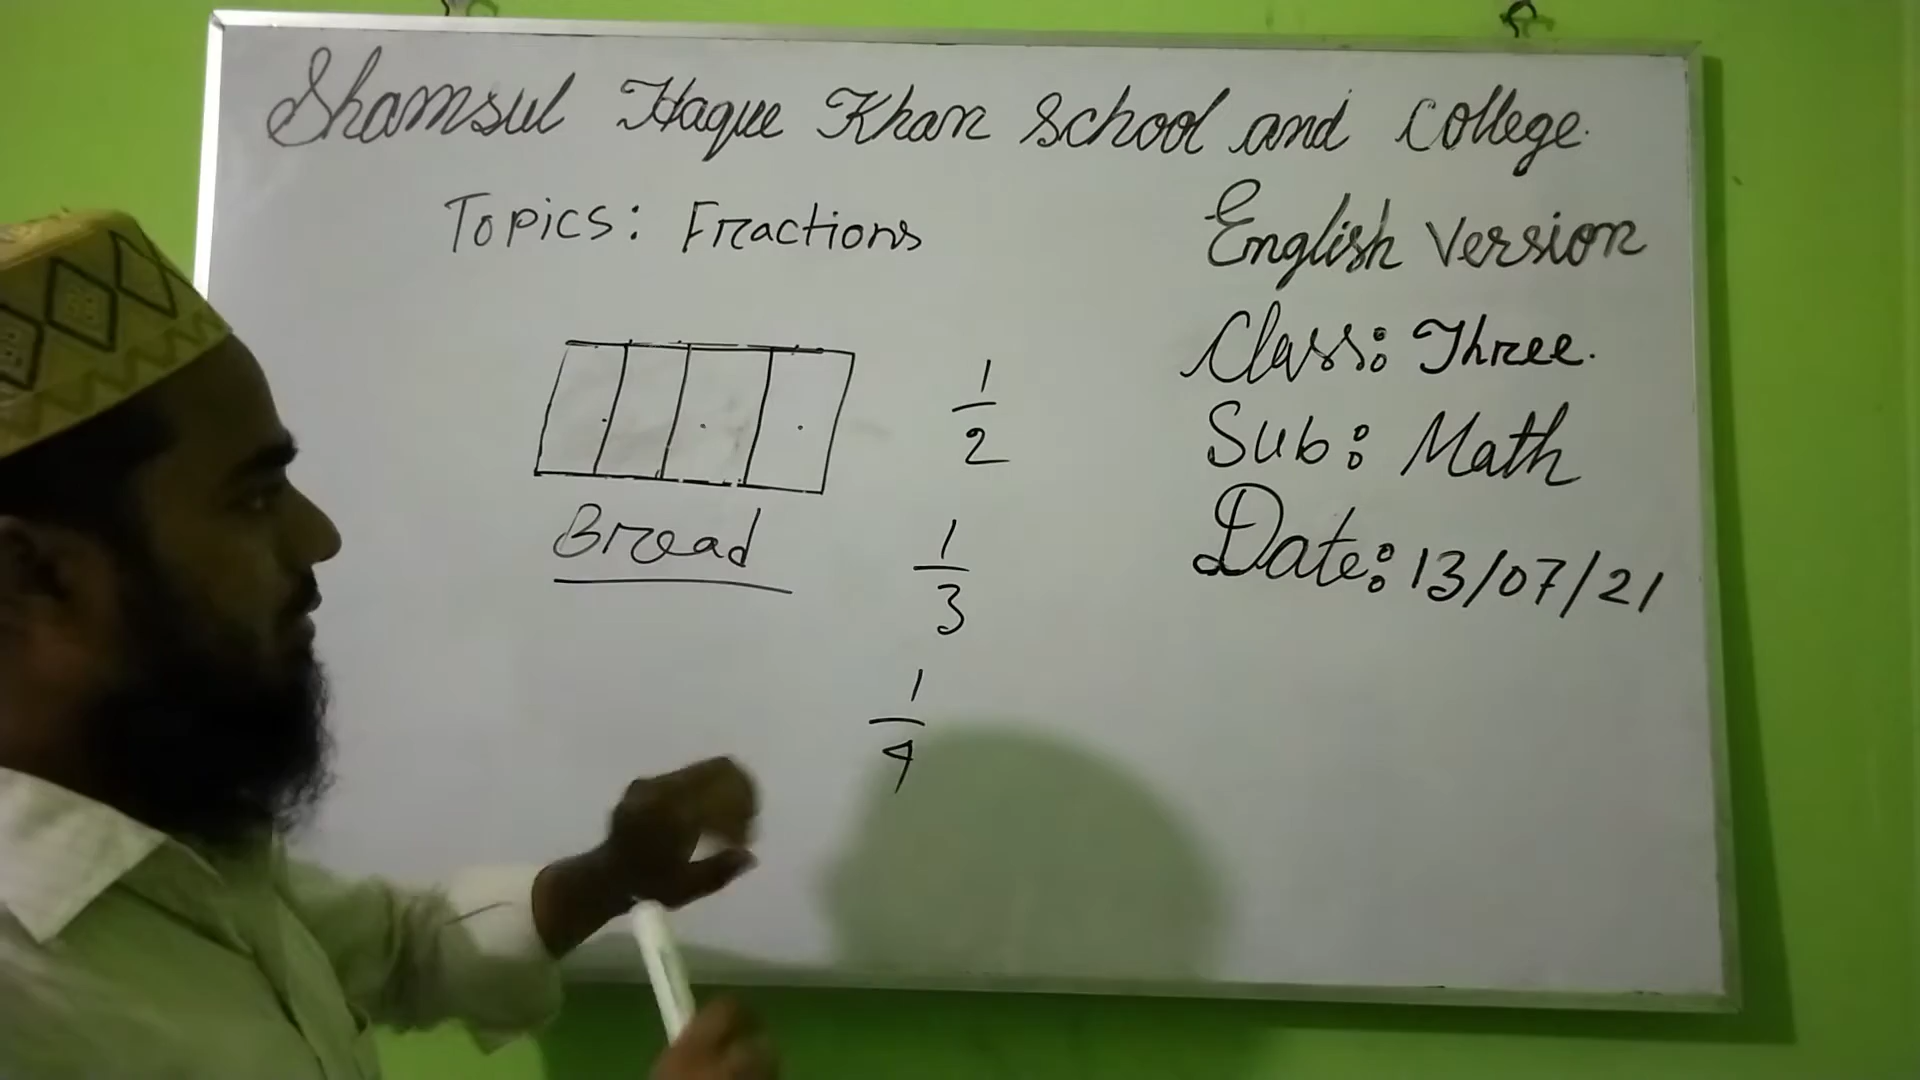 Shamsul Haque Khan School and College.
Topics: Fractions
English Version
Class: Three.
Sub: Math
Date: 13/07/21
Bread
1/2
1/3
1/4